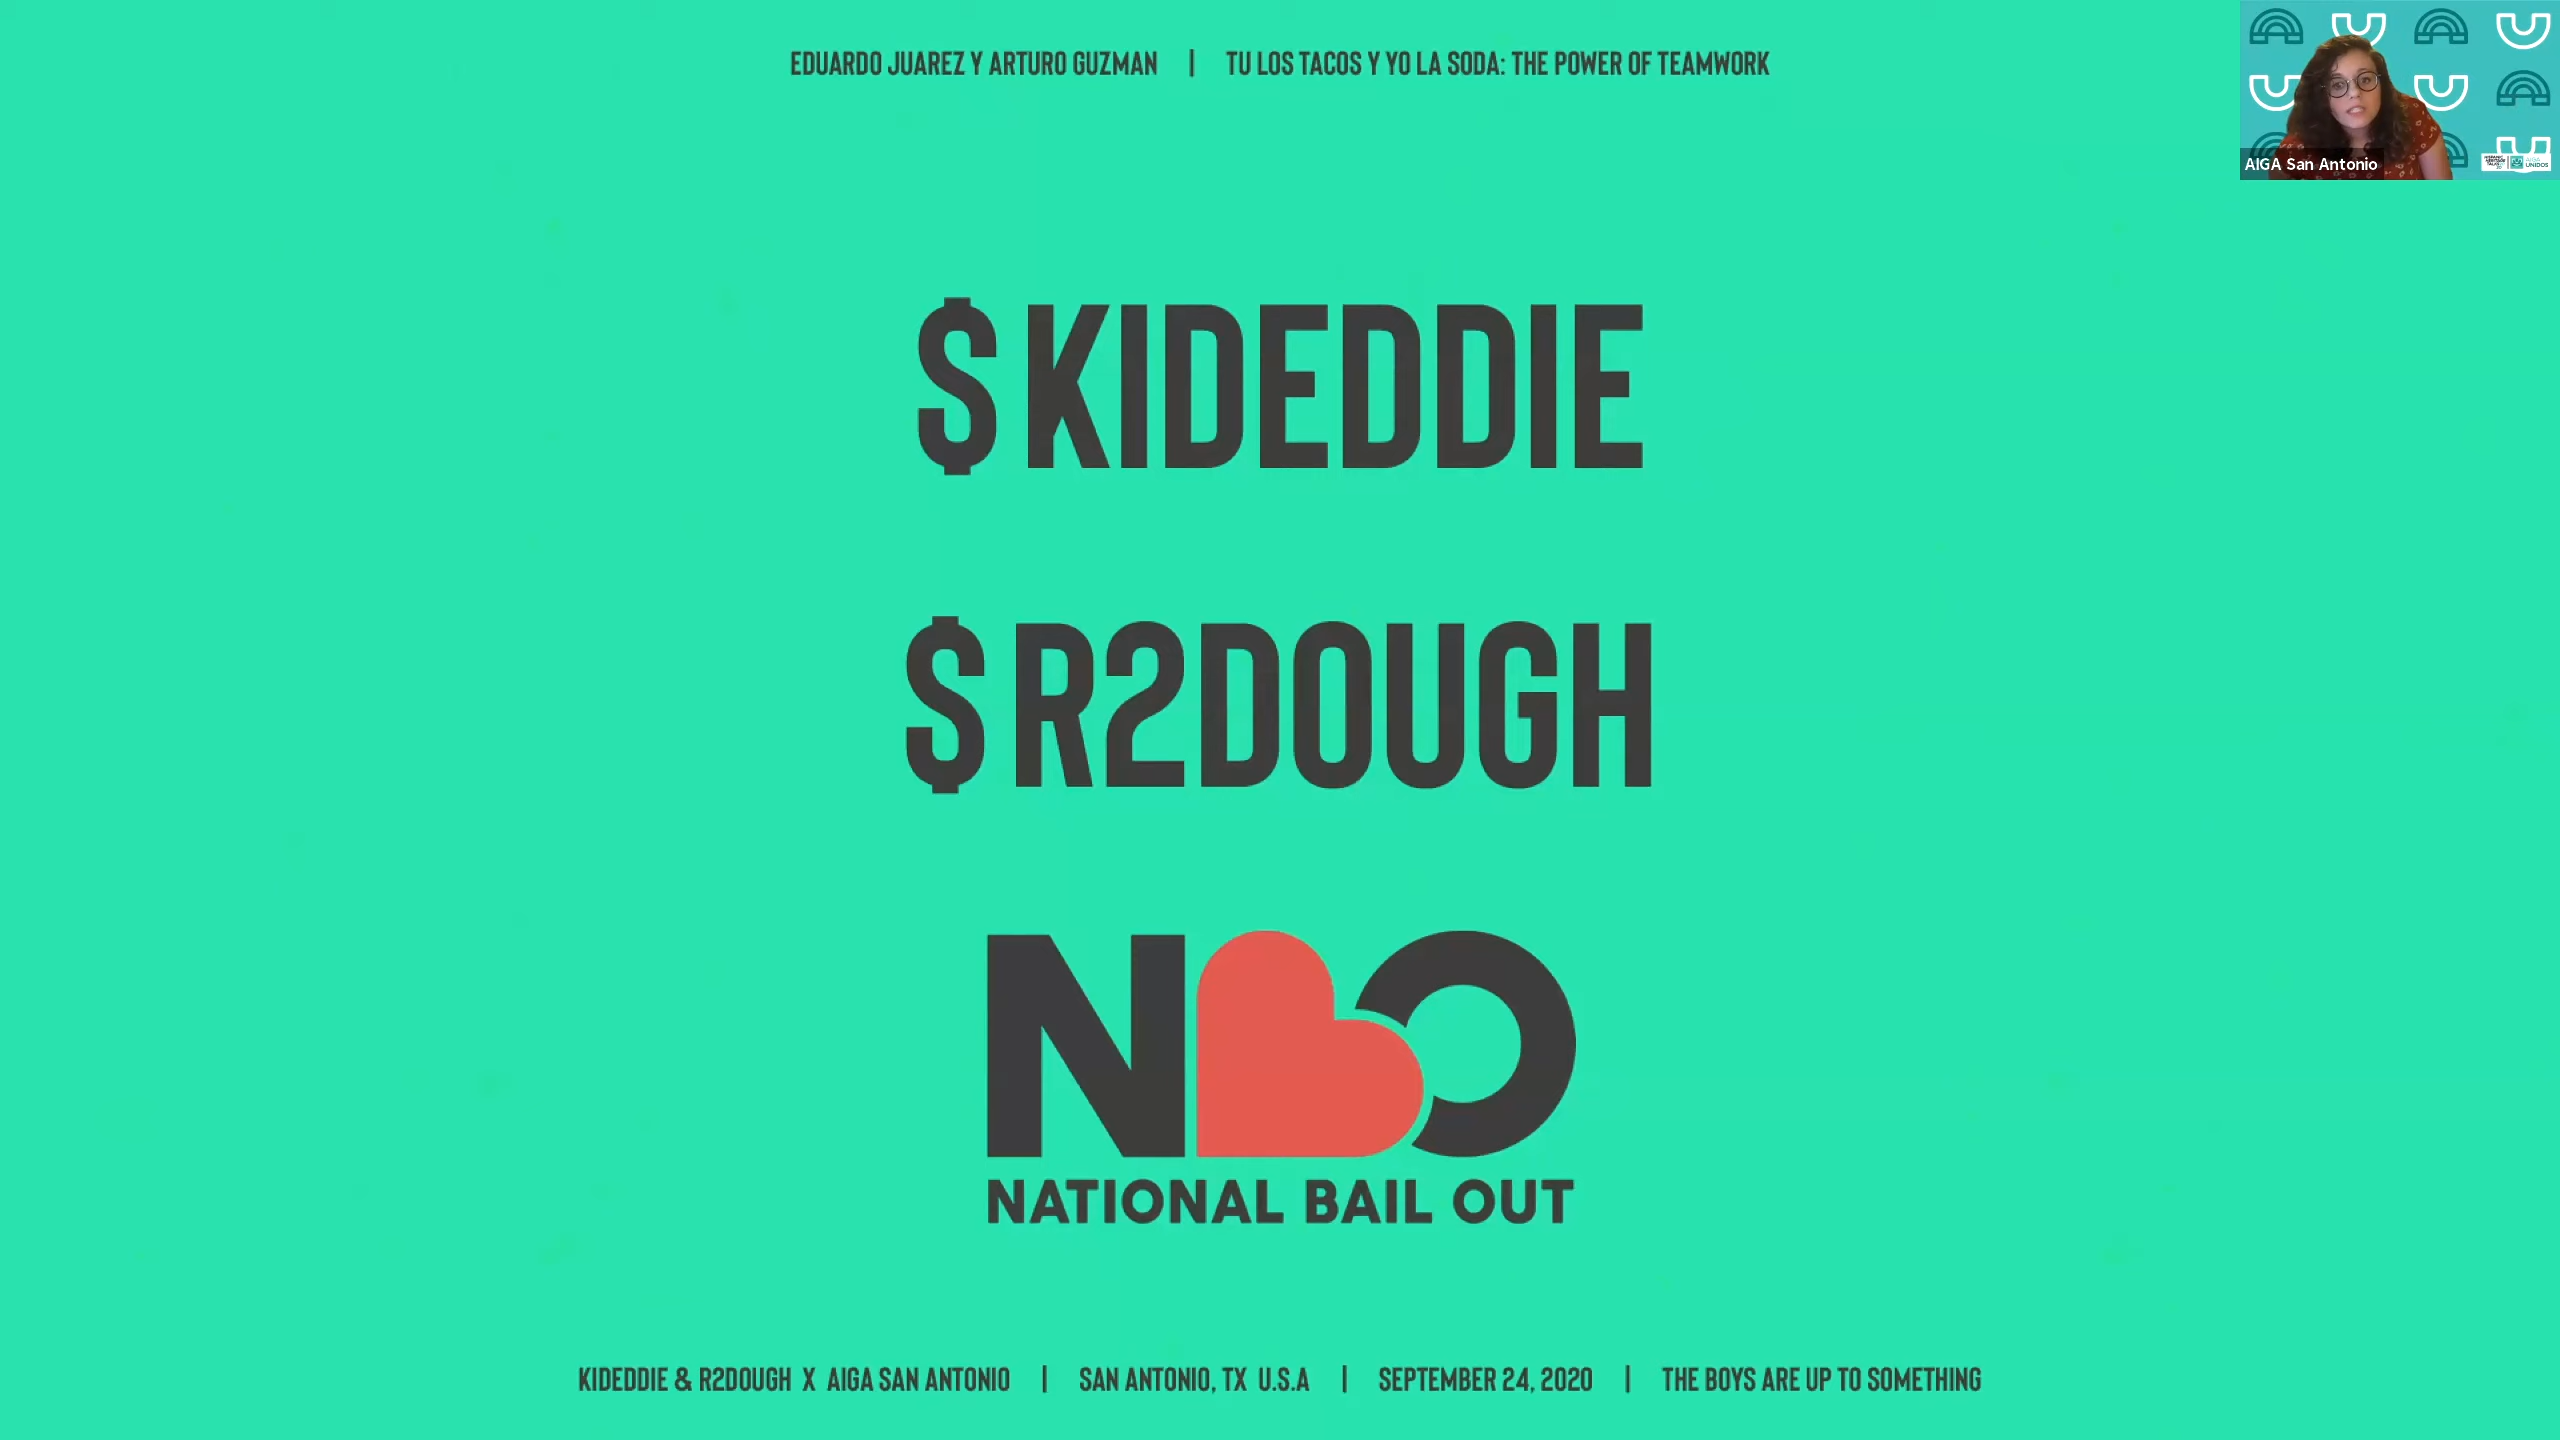 EDUARDO JUAREZ Y ARTURO GUZMAN | TU LOS TACOS Y YO LA SODA: THE POWER OF TEAMWORK
AIGA San Antonio
UNIDOS
$KIDEDDIE
$R2DOUGH
NBO
NATIONAL BAIL OUT
KIDEDDIE & R2DOUGH X AIGA SAN ANTONIO | SAN ANTONIO, TX U.S.A | SEPTEMBER 24, 2020 | THE BOYS ARE UP TO SOMETHING